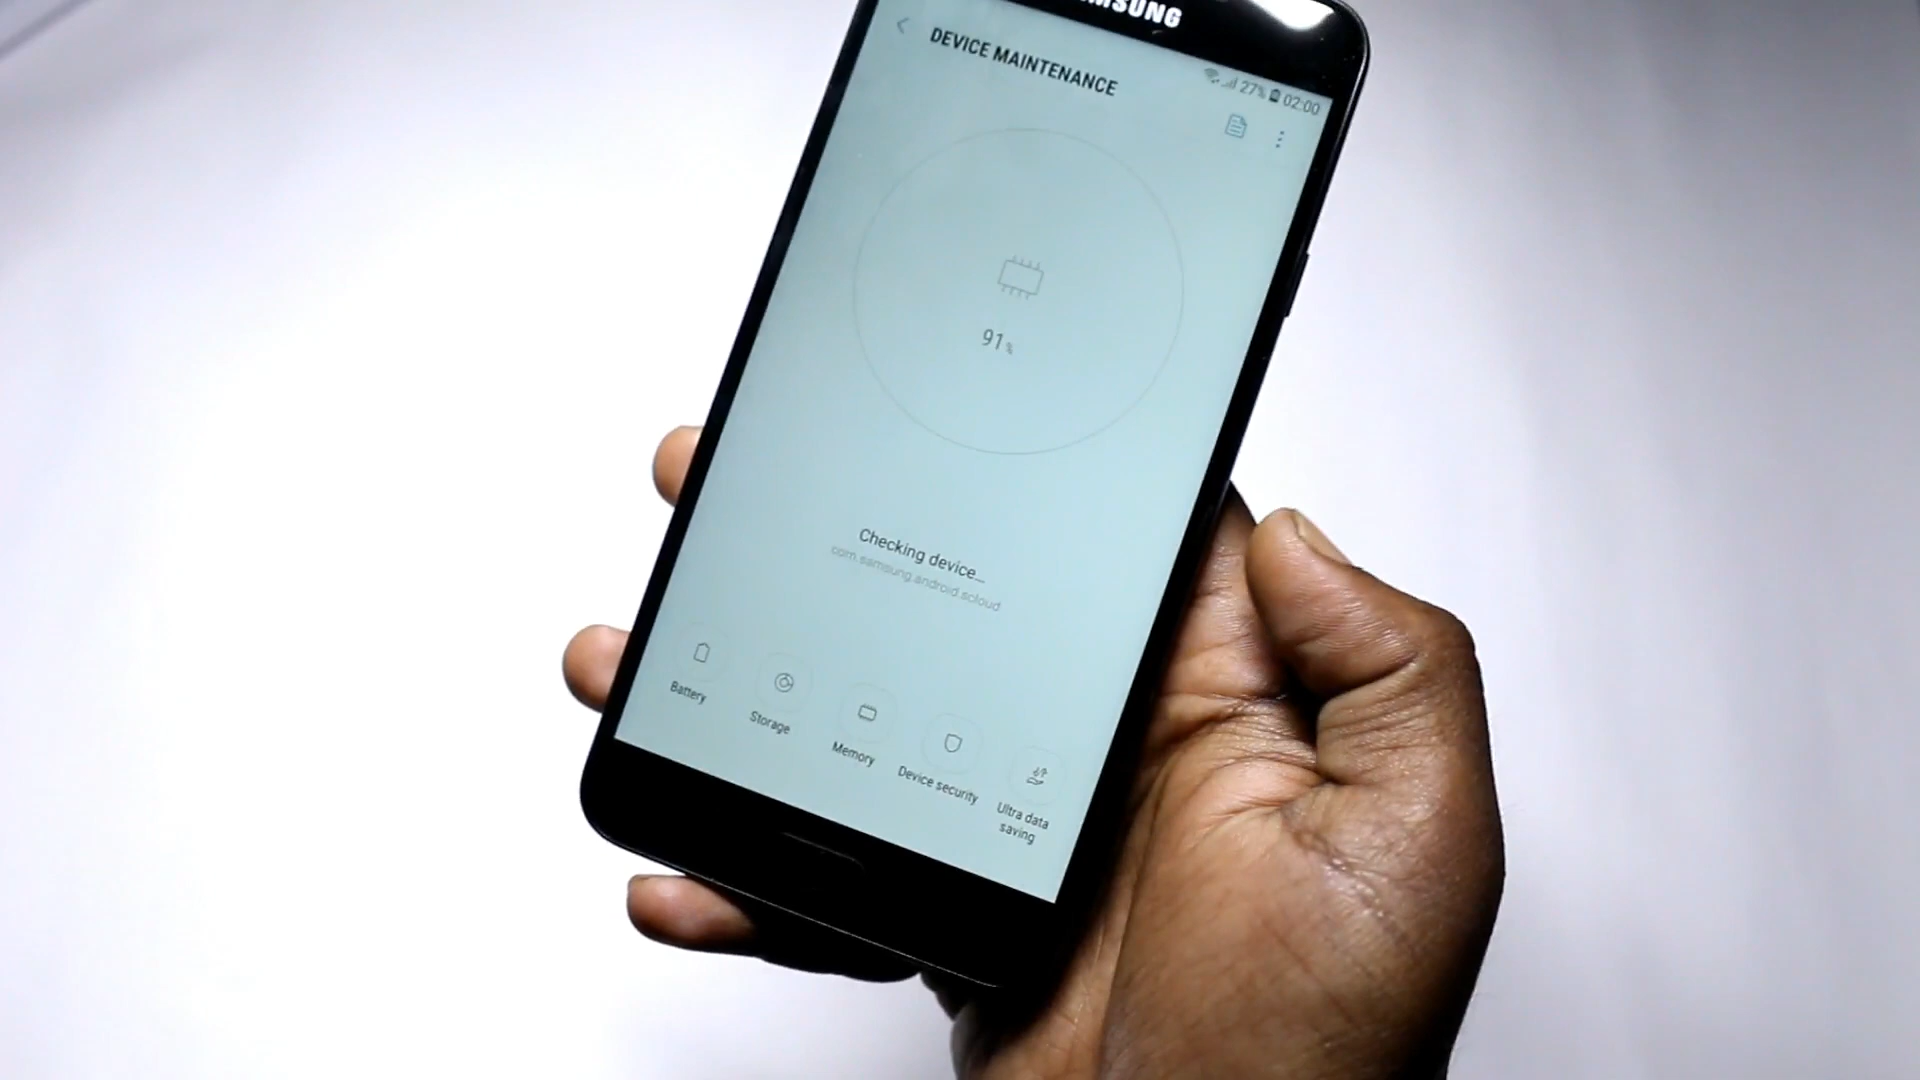 SAMSUNG
27% 02:00
DEVICE MAINTENANCE
91%
Checking device...
com.samsung.android.scloud
Battery
Storage
Memory
Device security
Ultra data
saving